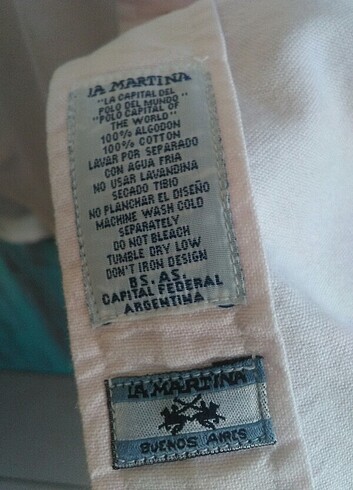 LA MARTINA
"LA CAPITAL DEL
POLO DEL MUNDO"
"POLO CAPITAL OF
THE WORLD"
100% ALGODON
100% COTTON
LAVAR POR SEPARADO
CON AGUA FRIA
NO USAR LAVANDINA
SECADO TIBIO
NO PLANCHAR EL DISEÑO
MACHINE WASH COLD
SEPARATELY
DO NOT BLEACH
TUMBLE DRY LOW
DON'T IRON DESIGN
BS. AS.
CAPITAL FEDERAL
ARGENTINA
LA MARTINA
BUENOS AIRES